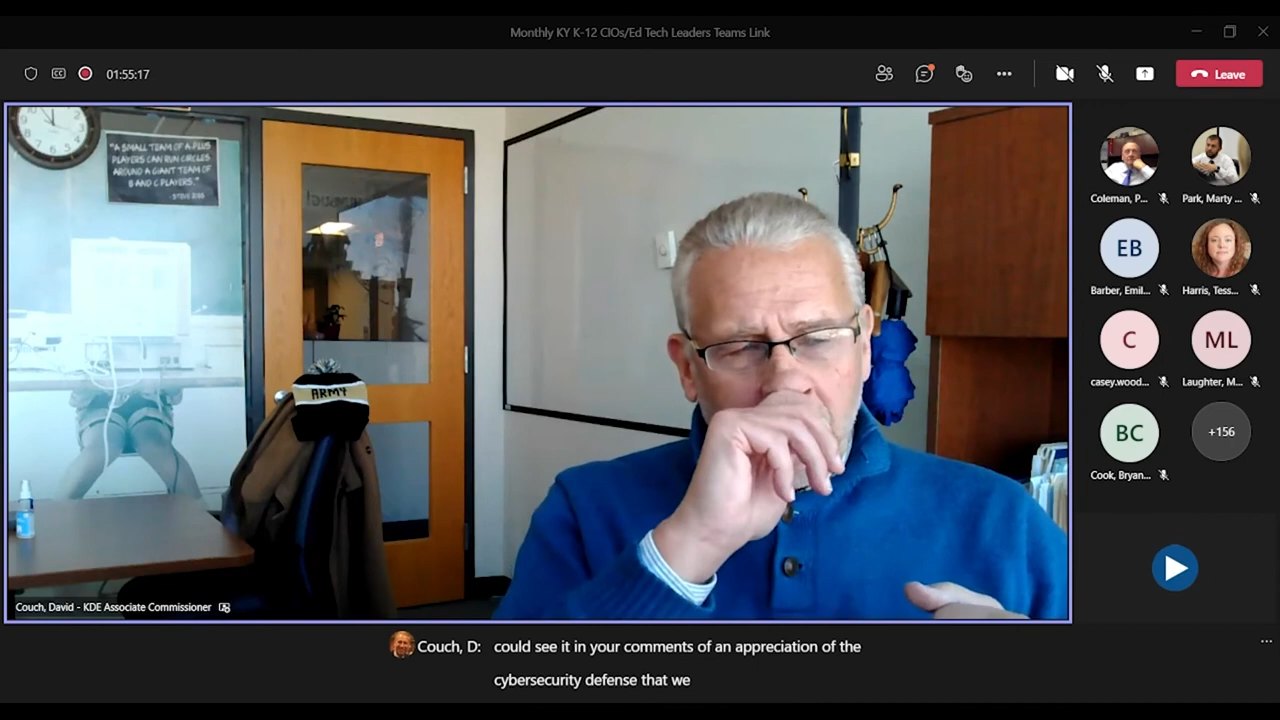 Monthly KY K-12 CIOs/Ed Tech Leaders Teams Link
CC
01:55:17
Leave
"A SMALL TEAM OF A-PLUS
PLAYERS CAN RUN CIRCLES
AROUND A GIANT TEAM OF
B AND C PLAYERS."
ARMY
Couch, David - KDE Associate Commissioner
Coleman, P...
Park, Marty ...
EB
Barber, Emil...
Harris, Tess...
C
casey.wood...
ML
Laughter, M...
BC
Cook, Bryan...
+156
Couch, D: could see it in your comments of an appreciation of the
cybersecurity defense that we